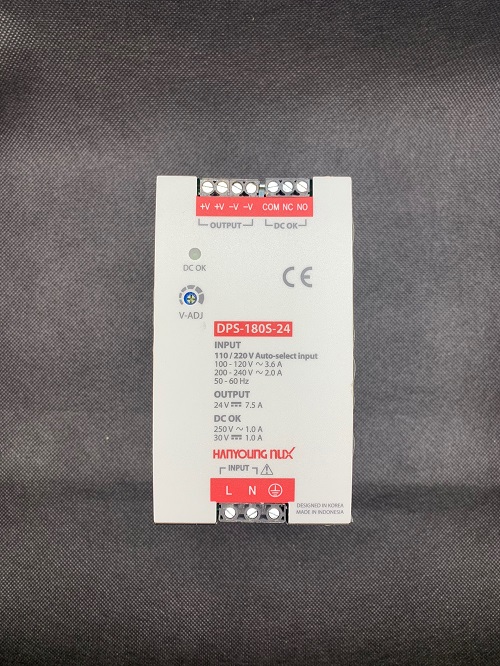 +V +V −V −V COM NC NO
OUTPUT DC OK
DC OK
CE
V-ADJ
DPS-180S-24
INPUT
110 / 220 V Auto-select input
100 - 120 V ~ 3.6 A
200 - 240 V ~ 2.0 A
50 - 60 Hz
OUTPUT
24 V ⎓ 7.5 A
DC OK
250 V ~ 1.0 A
30 V ⎓ 1.0 A
HANYOUNG NUX
INPUT
L N
DESIGNED IN KOREA
MADE IN INDONESIA